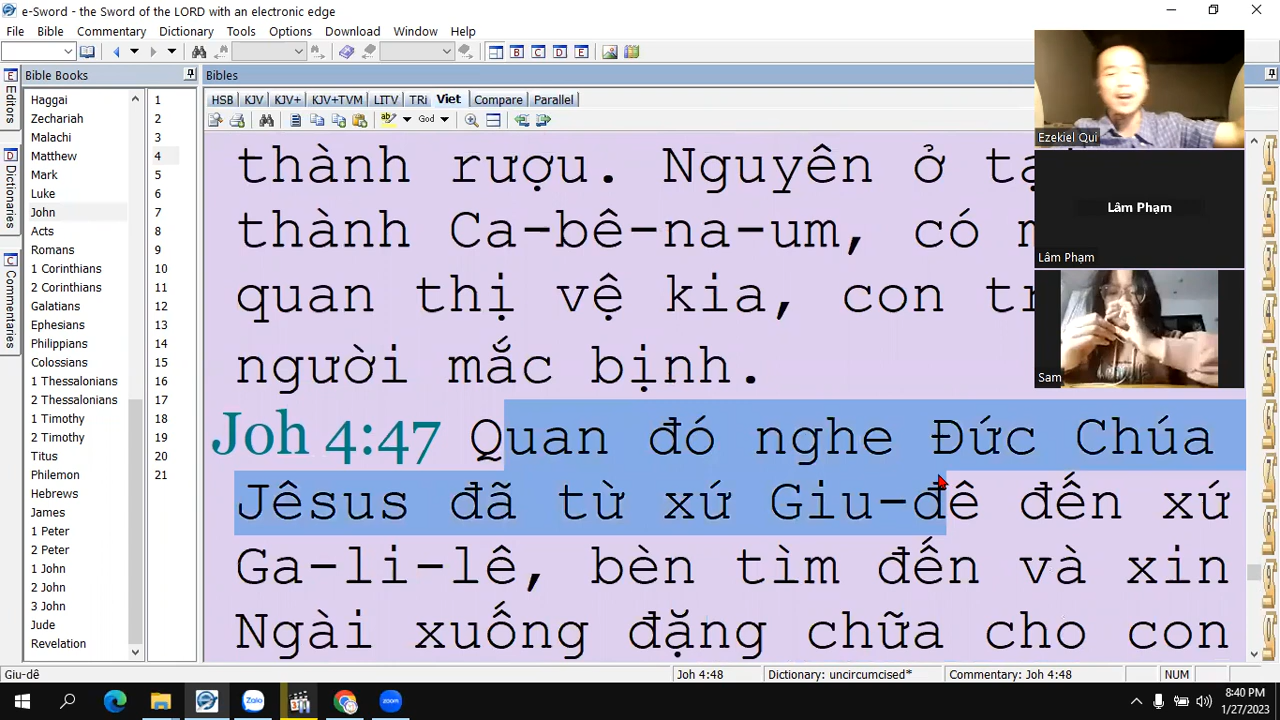 e-Sword - the Sword of the LORD with an electronic edge
File Bible Commentary Dictionary Tools Options Download Window Help
B C D E
Editors
Dictionaries
Commentaries
Bible Books
Haggai
Zechariah
Malachi
Matthew
Mark
Luke
John
Acts
Romans
1 Corinthians
2 Corinthians
Galatians
Ephesians
Philippians
Colossians
1 Thessalonians
2 Thessalonians
1 Timothy
2 Timothy
Titus
Philemon
Hebrews
James
1 Peter
2 Peter
1 John
2 John
3 John
Jude
Revelation
1
2
3
4
5
6
7
8
9
10
11
12
13
14
15
16
17
18
19
20
21
Bibles
HSB KJV KJV+ KJV+TVM LITV TRi Viet Compare Parallel
God
thành rượu. Nguyên ở
thành Ca-bê-na-um, có
quan thị vệ kia, con
người mắc bịnh.
Joh 4:47 Quan đó nghe Đức Chúa
Jêsus đã từ xứ Giu-đê đến xứ
Ga-li-lê, bèn tìm đến và xin
Ngài xuống đặng chữa cho con
Ezekiel Qui
Lâm Phạm
Lâm Phạm
Sam
Giu-dê
Joh 4:48
Dictionary: uncircumcised*
Commentary: Joh 4:48
NUM
Zalo
zoom
8:40 PM
1/27/2023